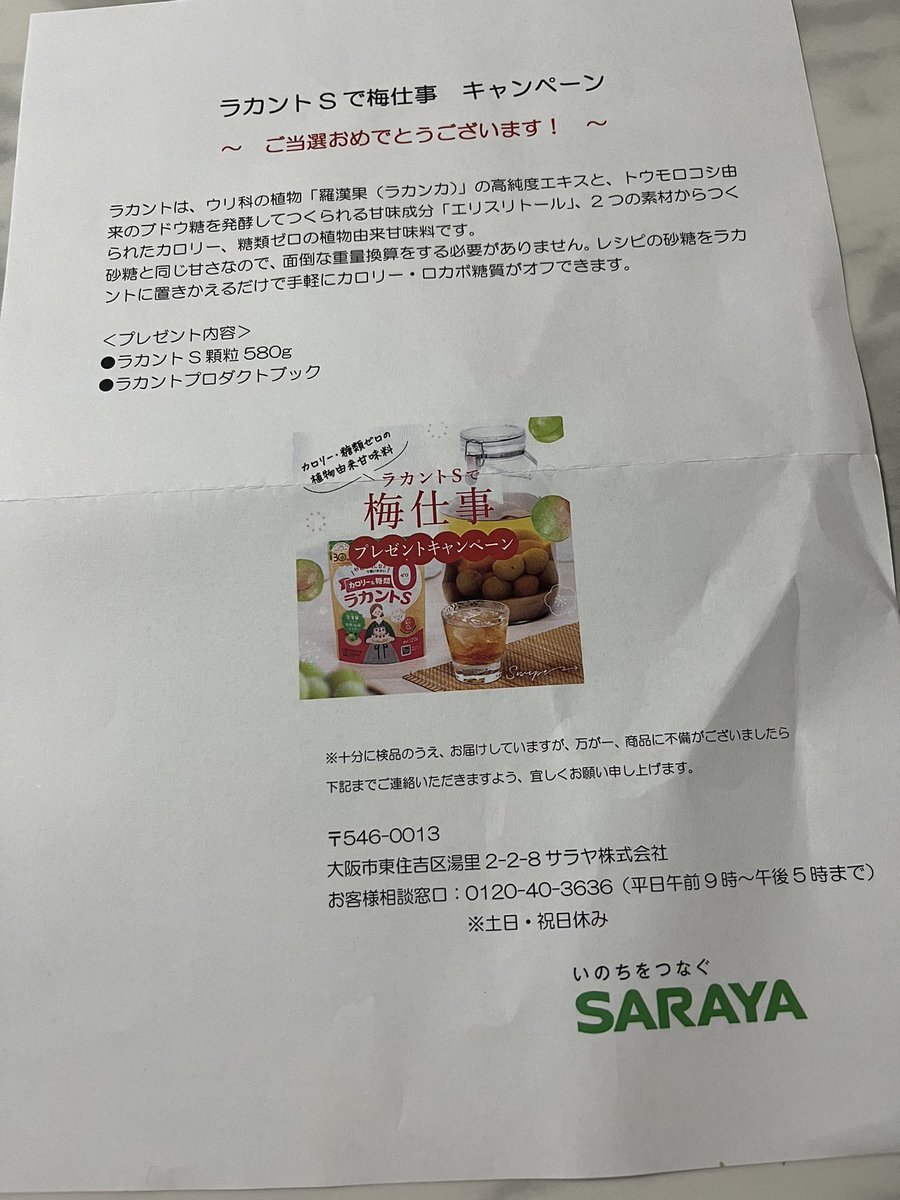 ラカントSで梅仕事　キャンペーン
～　ご当選おめでとうございます！　～
ラカントは、ウリ科の植物「羅漢果（ラカンカ）」の高純度エキスと、トウモロコシ由
来のブドウ糖を発酵してつくられる甘味成分「エリスリトール」、2つの素材からつく
られたカロリー、糖類ゼロの植物由来甘味料です。
砂糖と同じ甘さなので、面倒な重量換算をする必要がありません。レシピの砂糖をラカ
ントに置きかえるだけで手軽にカロリー・ロカボ糖質がオフできます。
＜プレゼント内容＞
●ラカントS顆粒580g
●ラカントプロダクトブック
カロリー・糖類ゼロの
植物由来甘味料
ラカントSで
梅仕事
プレゼントキャンペーン
カロリー&糖類
0
ゼロ
ラカントS
※十分に検品のうえ、お届けしていますが、万が一、商品に不備がございましたら
下記までご連絡いただきますよう、宜しくお願い申し上げます。
〒546-0013
大阪市東住吉区湯里2-2-8サラヤ株式会社
お客様相談窓口：0120-40-3636（平日午前9時～午後5時まで）
※土日・祝日休み
いのちをつなぐ
SARAYA